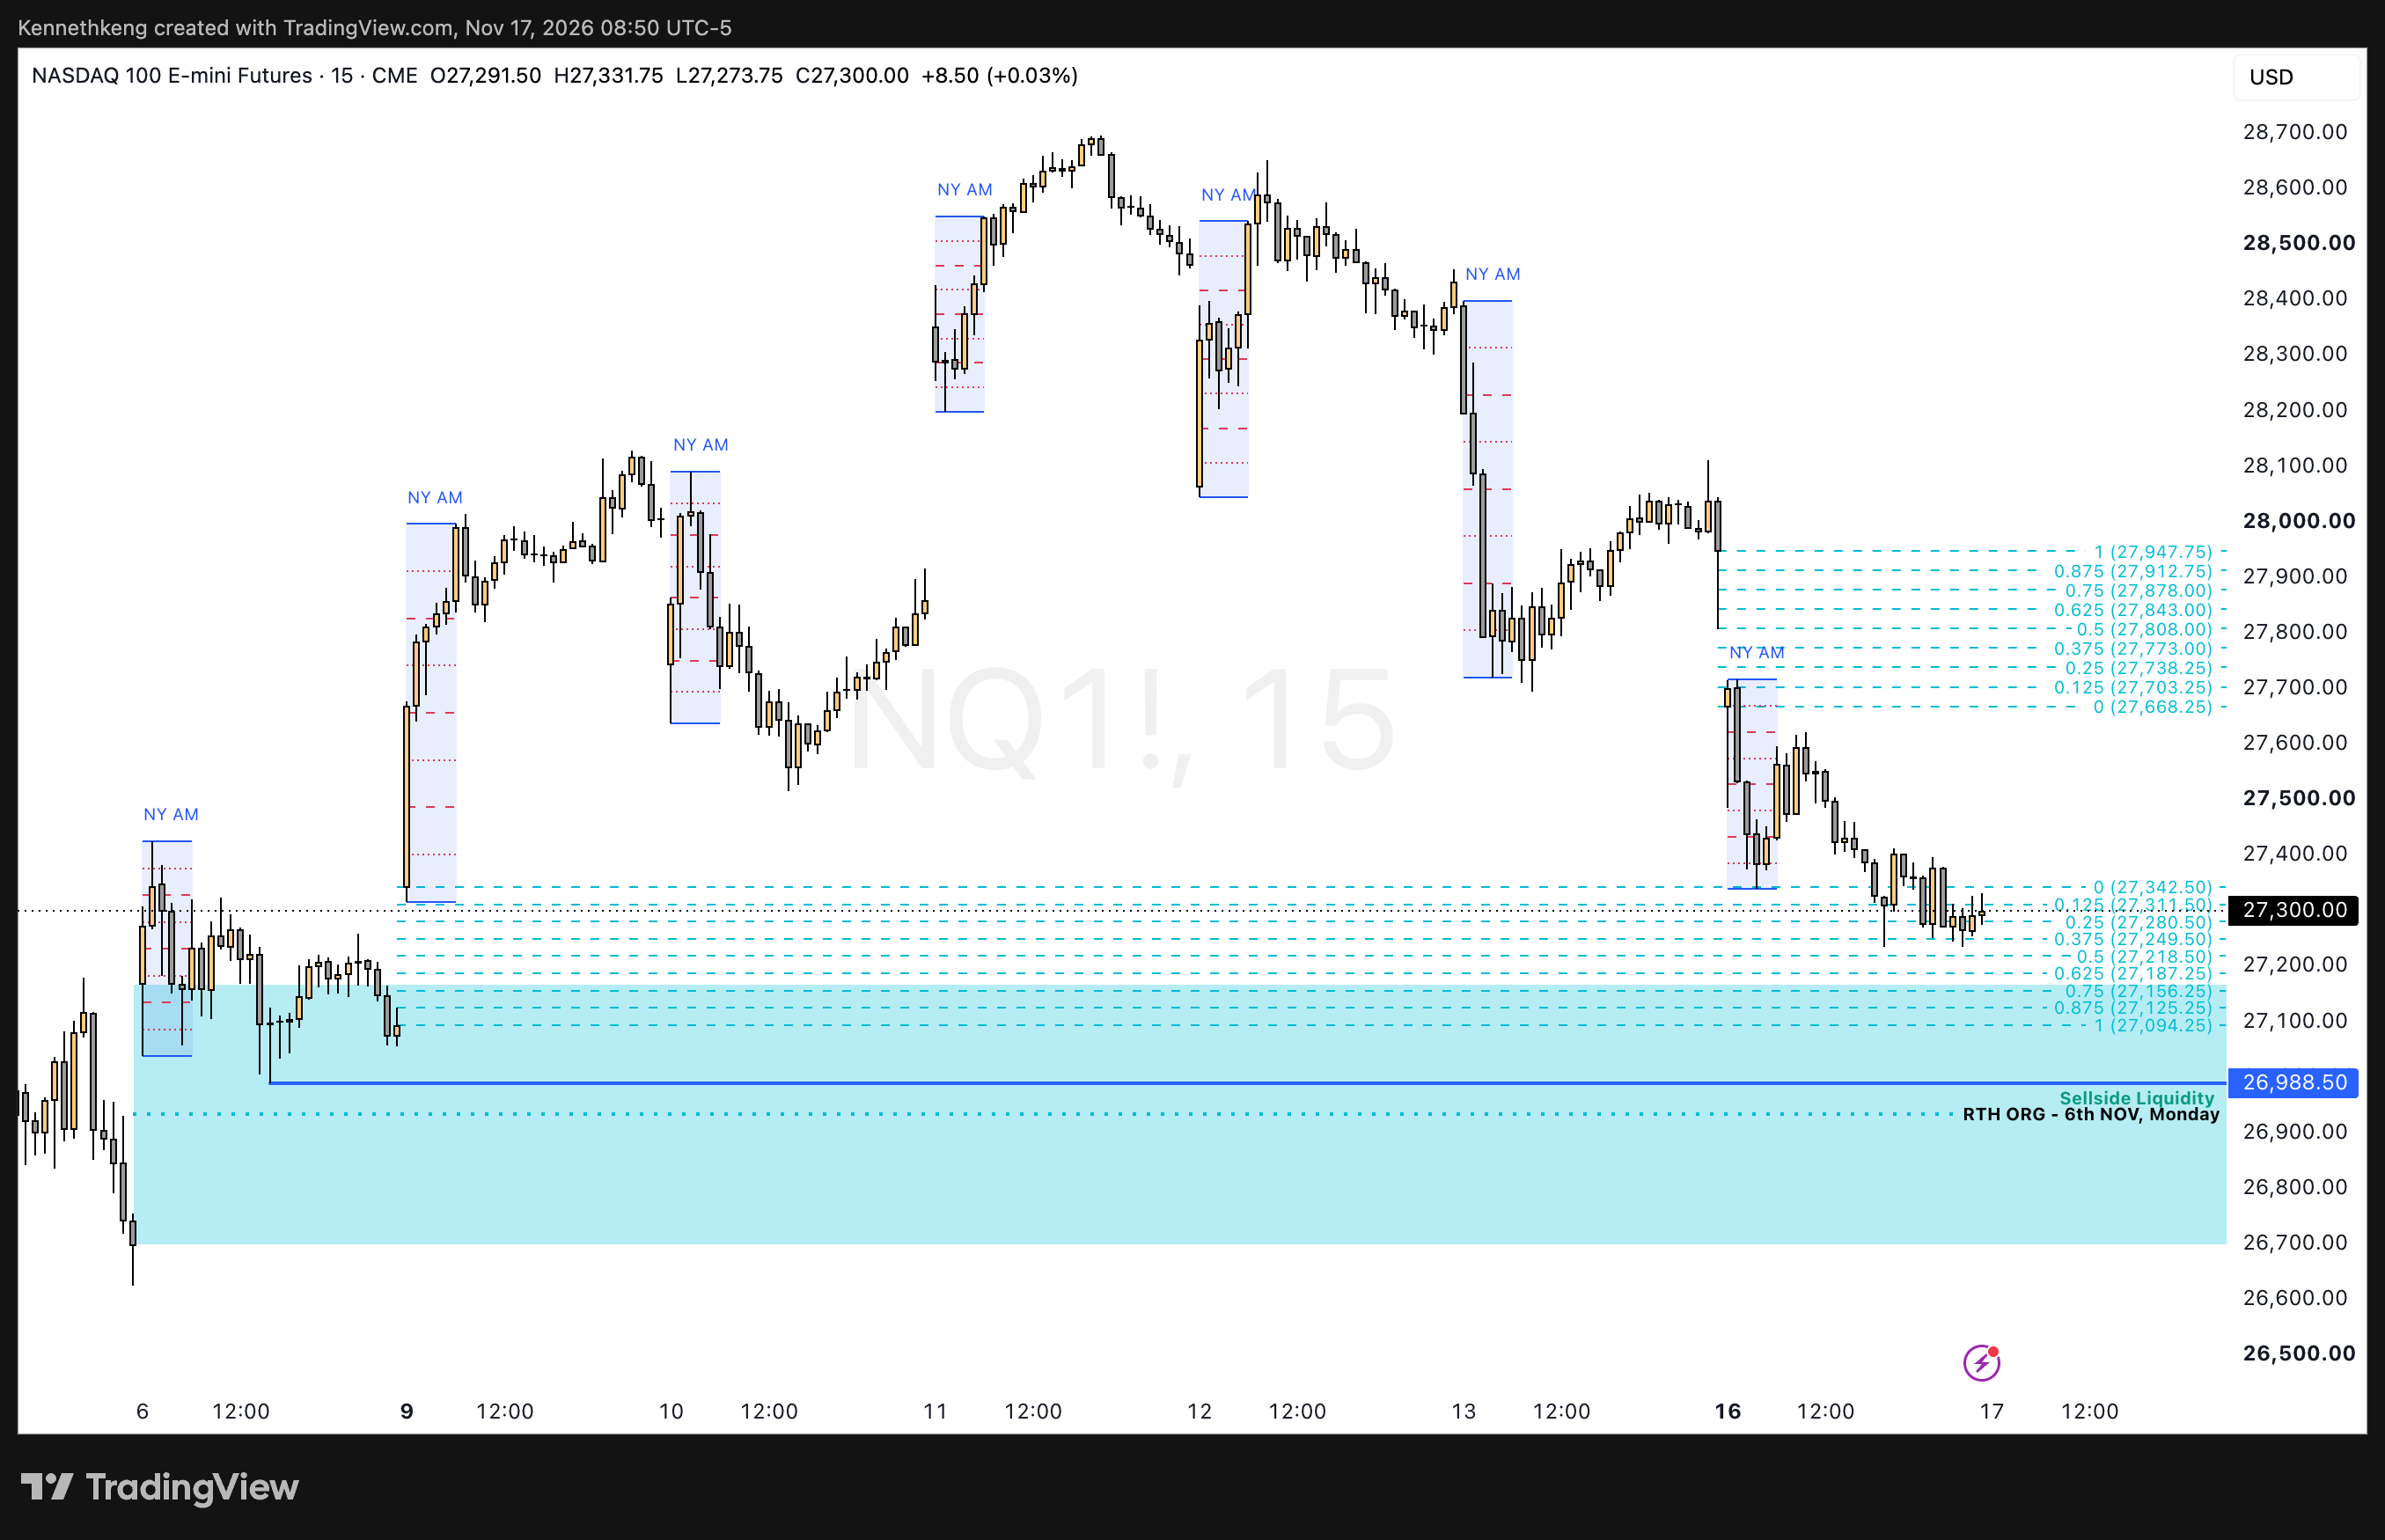 Kennethkeng created with TradingView.com, Nov 17, 2026 08:50 UTC-5
NASDAQ 100 E-mini Futures · 15 · CME O27,291.50 H27,331.75 L27,273.75 C27,300.00 +8.50 (+0.03%)
USD
28,700.00
NY AM
NY AM
28,600.00
28,500.00
NY AM
28,400.00
28,300.00
28,200.00
NY AM
28,100.00
NY AM
28,000.00
1 (27,947.75)
0.875 (27,912.75)
27,900.00
0.75 (27,878.00)
0.625 (27,843.00)
0.5 (27,808.00)
27,800.00
0.375 (27,773.00)
NY AM
0.25 (27,738.25)
0.125 (27,703.25)
27,700.00
0 (27,668.25)
NQ1!, 15
27,600.00
27,500.00
NY AM
27,400.00
0 (27,342.50)
0.125 (27,311.50)
27,300.00
0.25 (27,280.50)
0.375 (27,249.50)
0.5 (27,218.50)
27,200.00
0.625 (27,187.25)
0.75 (27,156.25)
0.875 (27,125.25)
27,100.00
1 (27,094.25)
26,988.50
Sellside Liquidity
RTH ORG - 6th NOV, Monday
26,900.00
26,800.00
26,700.00
26,600.00
26,500.00
6 12:00 9 12:00 10 12:00 11 12:00 12 12:00 13 12:00 16 12:00 17 12:00
TradingView